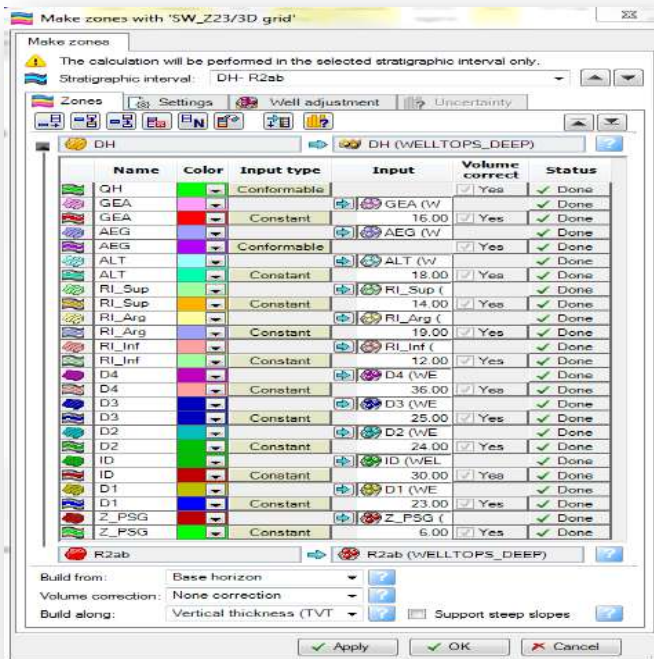 Make zones with 'SW_Z23/3D grid'
Make zones
The calculation will be performed in the selected stratigraphic interval only.
Stratigraphic interval: DH- R2ab
Zones Settings Well adjustment Uncertainty
DH DH (WELLTOPS_DEEP)
Name Color Input type Input Volume correct Status
QH Conformable Yes Done
GEA GEA (W Done
GEA Constant 16.00 Yes Done
AEG AEG (W Done
AEG Conformable Yes Done
ALT ALT (W Done
ALT Constant 18.00 Yes Done
RI_Sup RI_Sup ( Done
RI_Sup Constant 14.00 Yes Done
RI_Arg RI_Arg ( Done
RI_Arg Constant 19.00 Yes Done
RI_Inf RI_Inf ( Done
RI_Inf Constant 12.00 Yes Done
D4 D4 (WE Done
D4 Constant 36.00 Yes Done
D3 D3 (WE Done
D3 Constant 25.00 Yes Done
D2 D2 (WE Done
D2 Constant 24.00 Yes Done
ID ID (WEL Done
ID Constant 30.00 Yes Done
D1 D1 (WE Done
D1 Constant 23.00 Yes Done
Z_PSG Z_PSG ( Done
Z_PSG Constant 6.00 Yes Done
R2ab R2ab (WELLTOPS_DEEP)
Build from: Base horizon
Volume correction: None correction
Build along: Vertical thickness (TVT Support steep slopes
Apply OK Cancel